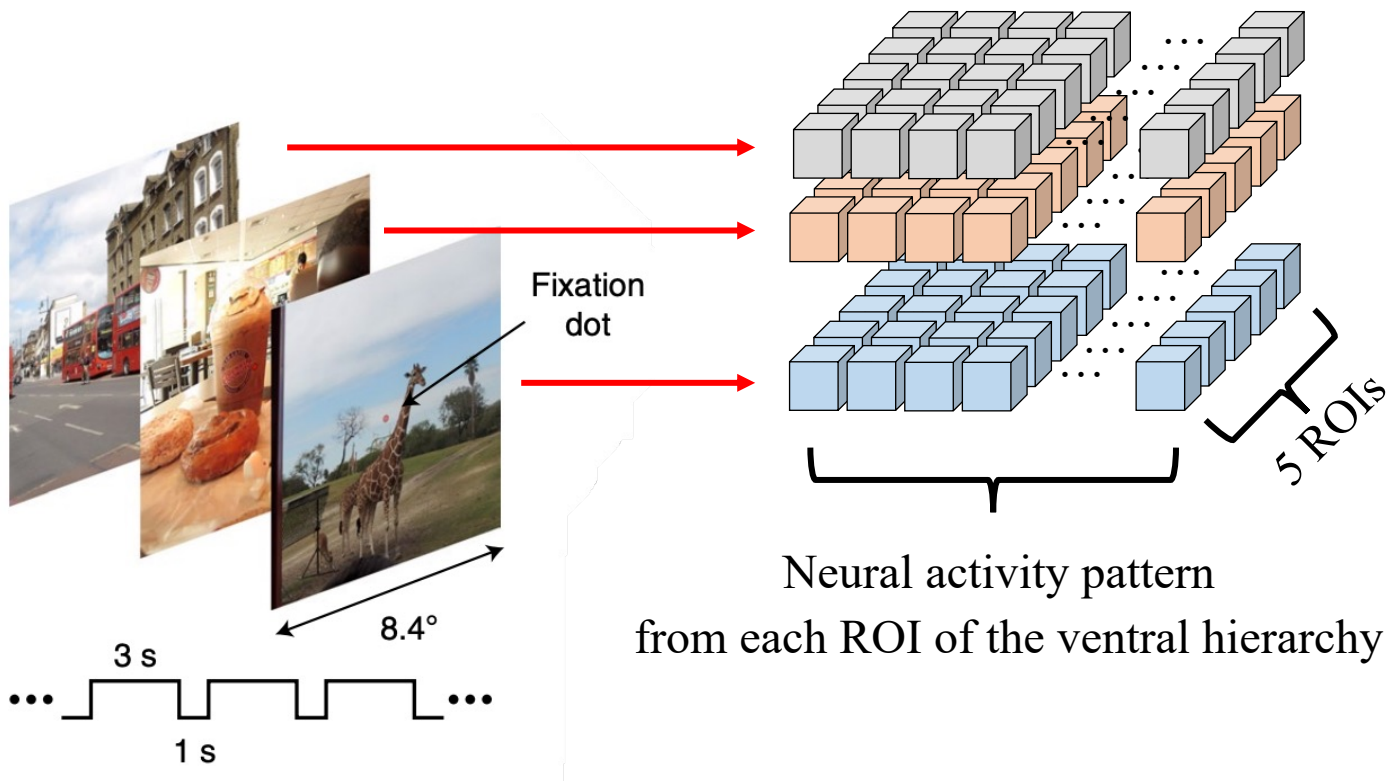 Fixation
dot
8.4°
3 s
1 s
5 ROIs
Neural activity pattern
from each ROI of the ventral hierarchy